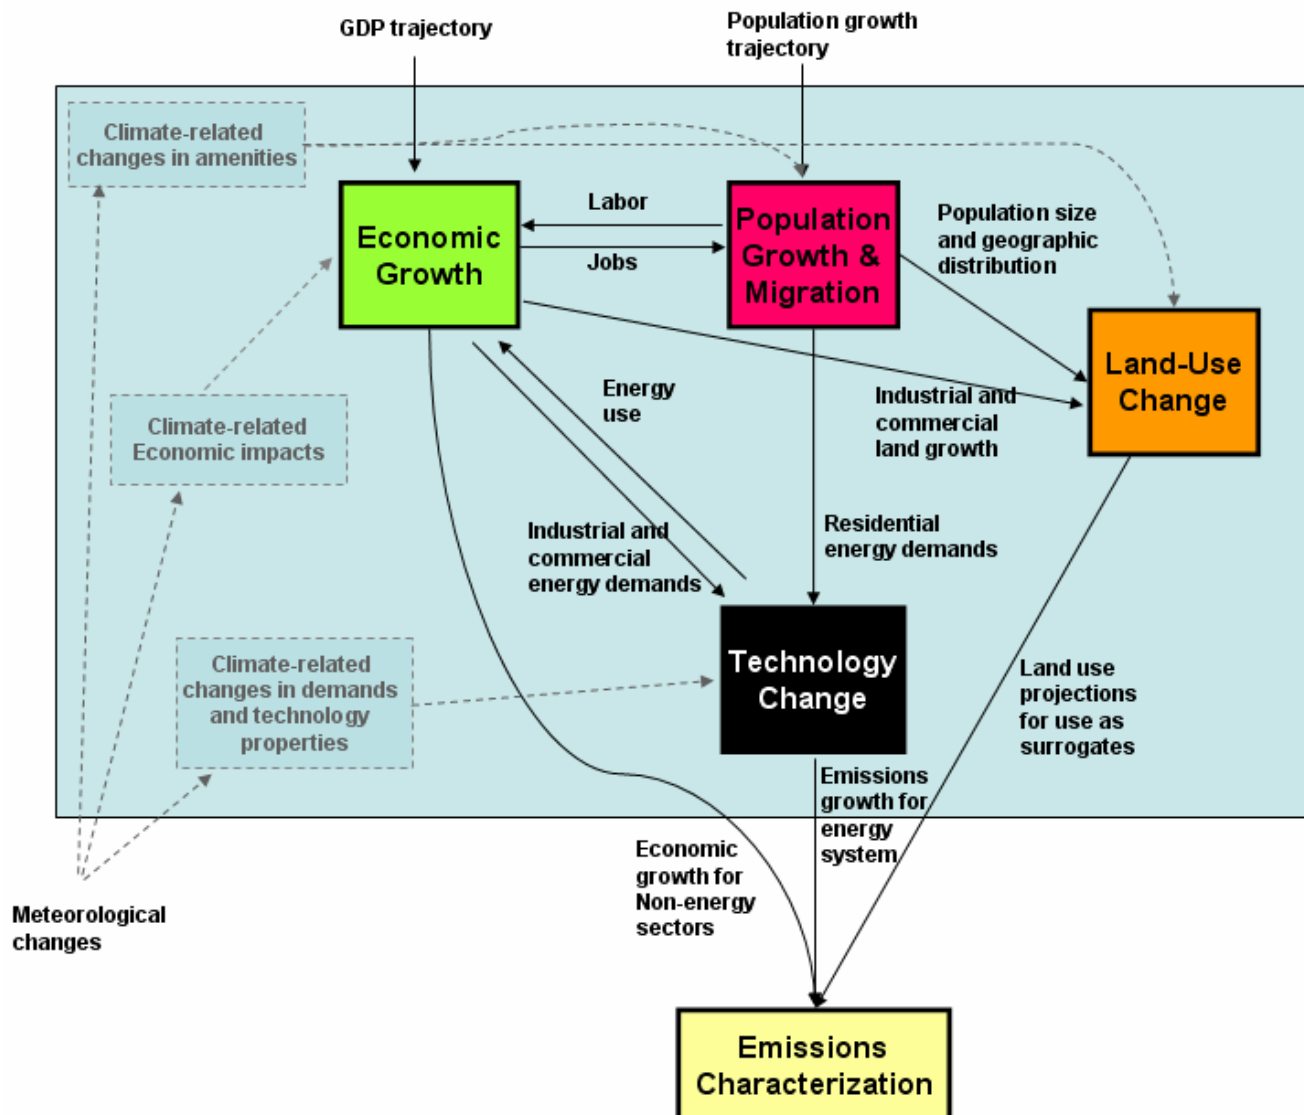 GDP trajectory
Population growth
trajectory
Climate-related
changes in amenities
Economic
Growth
Labor
Jobs
Population
Growth &
Migration
Population size
and geographic
distribution
Land-Use
Change
Climate-related
Economic impacts
Energy
use
Industrial and
commercial
land growth
Industrial and
commercial
energy demands
Residential
energy demands
Climate-related
changes in demands
and technology
properties
Technology
Change
Land use
projections
for use as
surrogates
Emissions
growth for
energy
system
Economic
growth for
Non-energy
sectors
Meteorological
changes
Emissions
Characterization